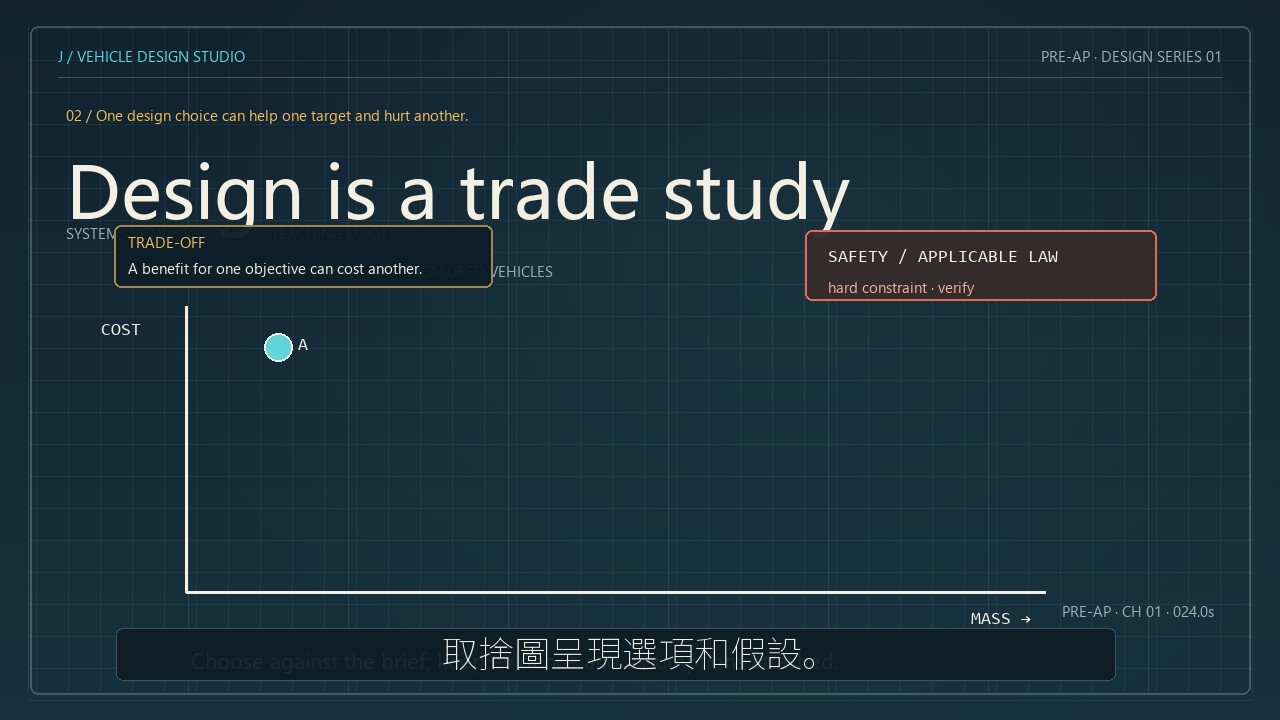 J / VEHICLE DESIGN STUDIO
PRE-AP · DESIGN SERIES 01
02 / One design choice can help one target and hurt another.
Design is a trade study
SYSTEM
TRADE-OFF
A benefit for one objective can cost another.
VEHICLES
SAFETY / APPLICABLE LAW
hard constraint · verify
COST
A
MASS →
PRE-AP · CH 01 · 024.0s
Choose against the brief,
取捨圖呈現選項和假設。